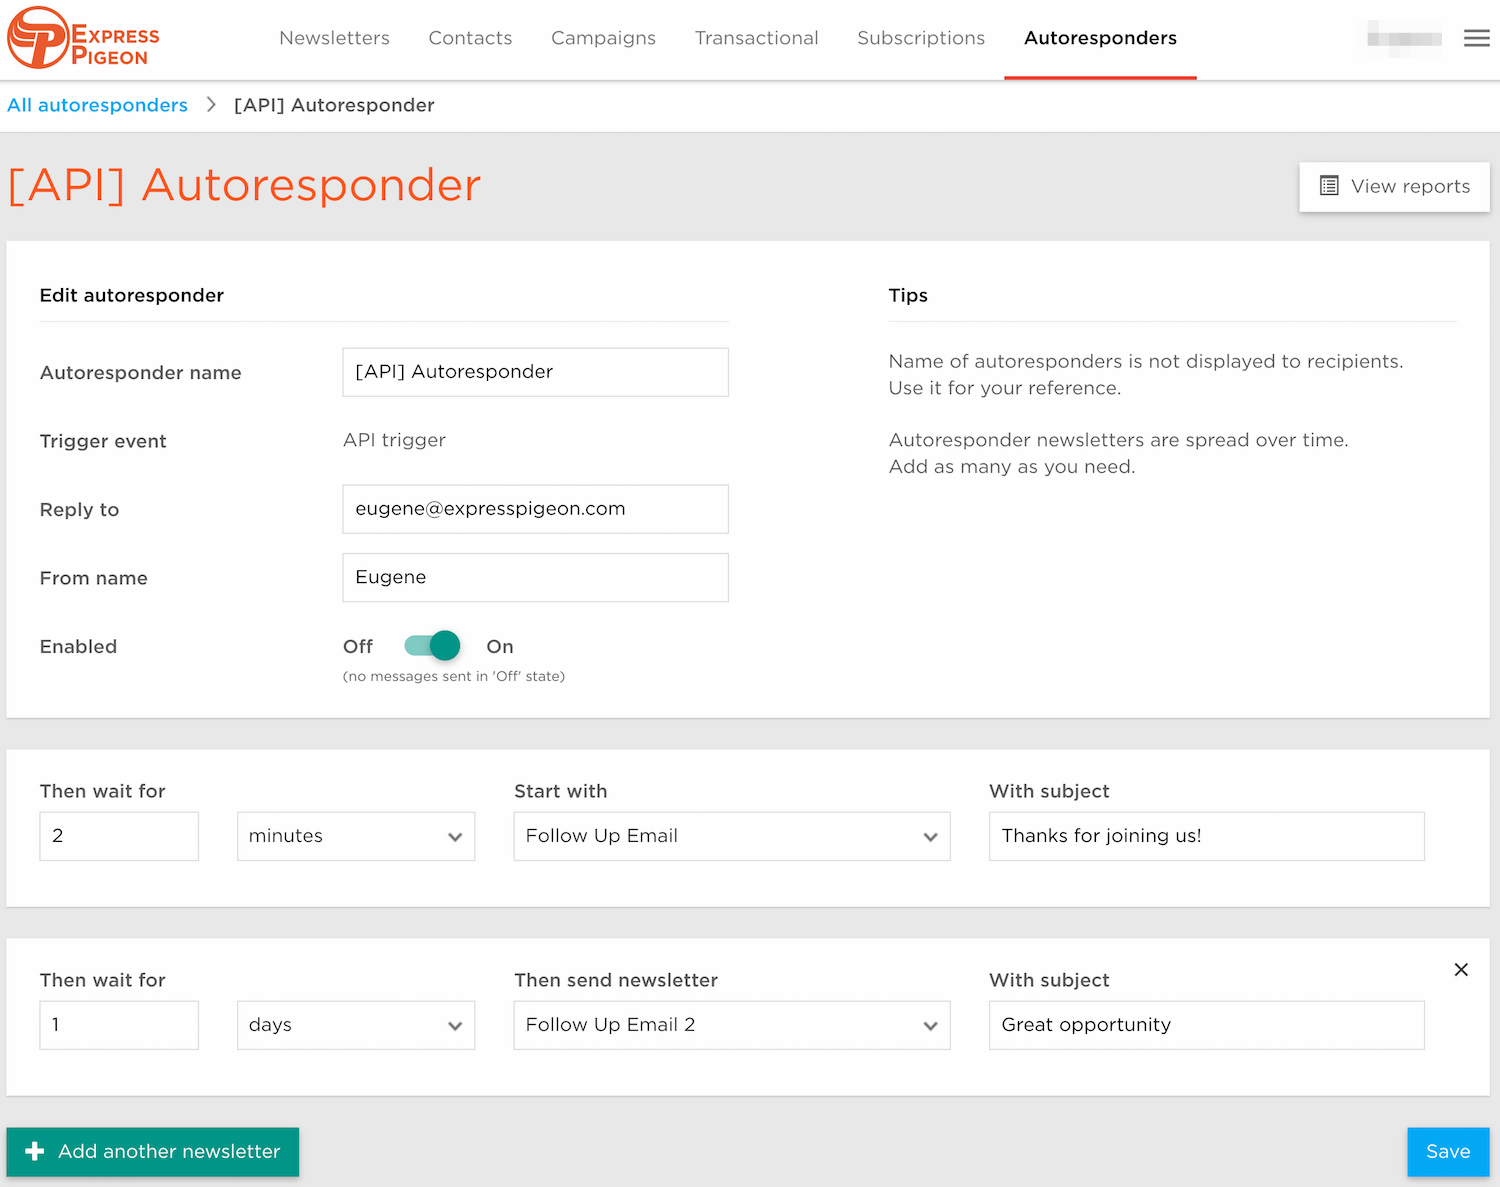 EXPRESS
PIGEON
Newsletters Contacts Campaigns Transactional Subscriptions Autoresponders
All autoresponders > [API] Autoresponder
[API] Autoresponder
View reports
Edit autoresponder
Autoresponder name [API] Autoresponder
Trigger event API trigger
Reply to eugene@expresspigeon.com
From name Eugene
Enabled Off On
(no messages sent in 'Off' state)
Tips
Name of autoresponders is not displayed to recipients.
Use it for your reference.
Autoresponder newsletters are spread over time.
Add as many as you need.
Then wait for Start with With subject
2 minutes Follow Up Email Thanks for joining us!
Then wait for Then send newsletter With subject
1 days Follow Up Email 2 Great opportunity
Add another newsletter
Save